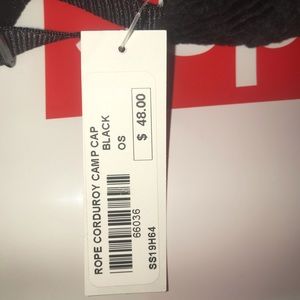 ROPE CORDUROY CAMP CAP
BLACK
OS
$ 48.00
66036
SS19H64